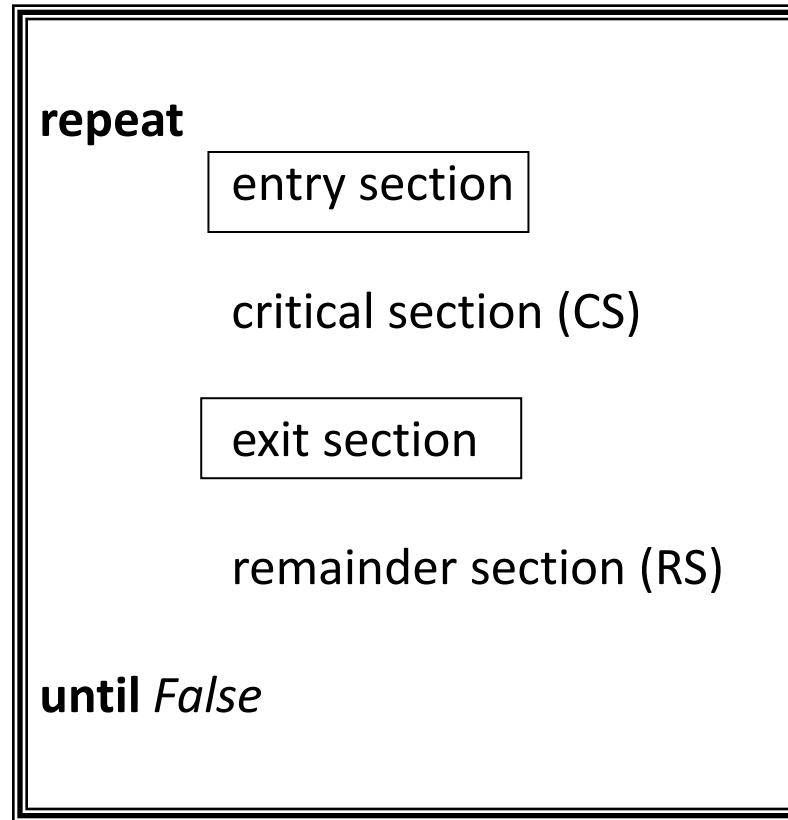 repeat
entry section
critical section (CS)
exit section
remainder section (RS)
until False